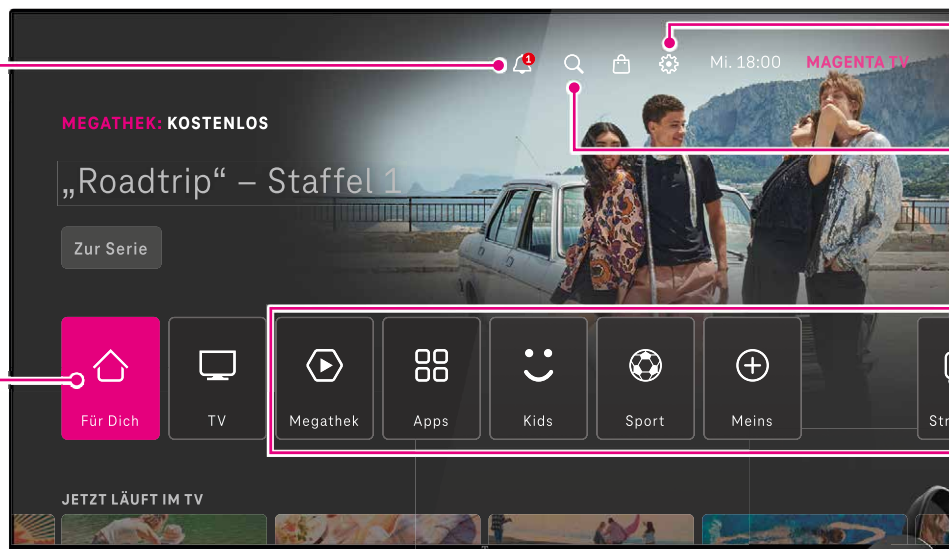 1
Mi. 18:00
MAGENTA TV
MEGATHEK: KOSTENLOS
„Roadtrip“ – Staffel 1
Zur Serie
Für Dich
TV
Megathek
Apps
Kids
Sport
Meins
Str
JETZT LÄUFT IM TV